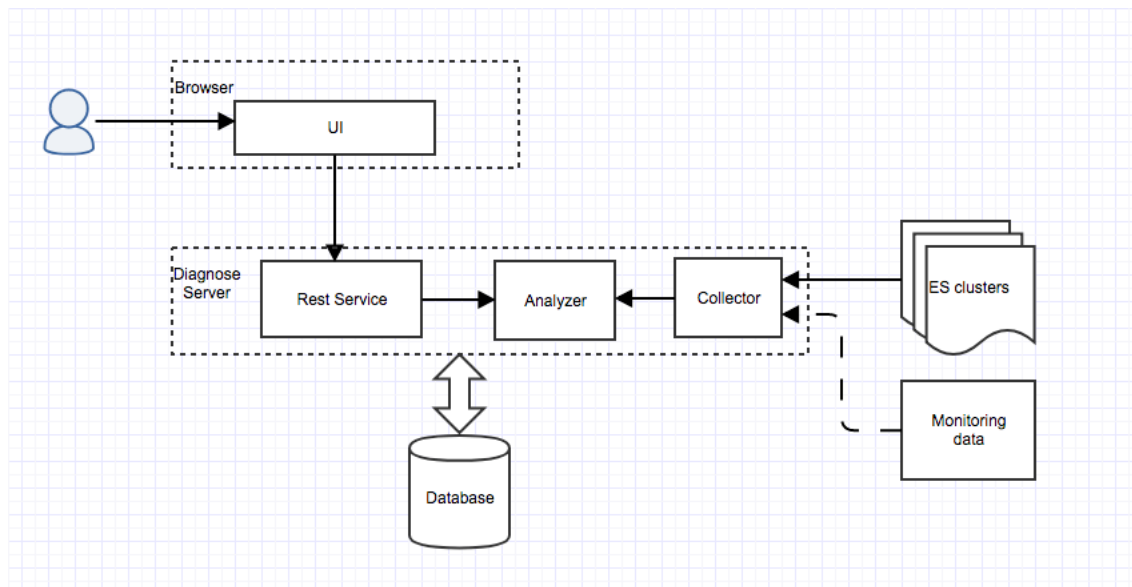 Browser
UI
Diagnose
Server
Rest Service
Analyzer
Collector
ES clusters
Monitoring
data
Database